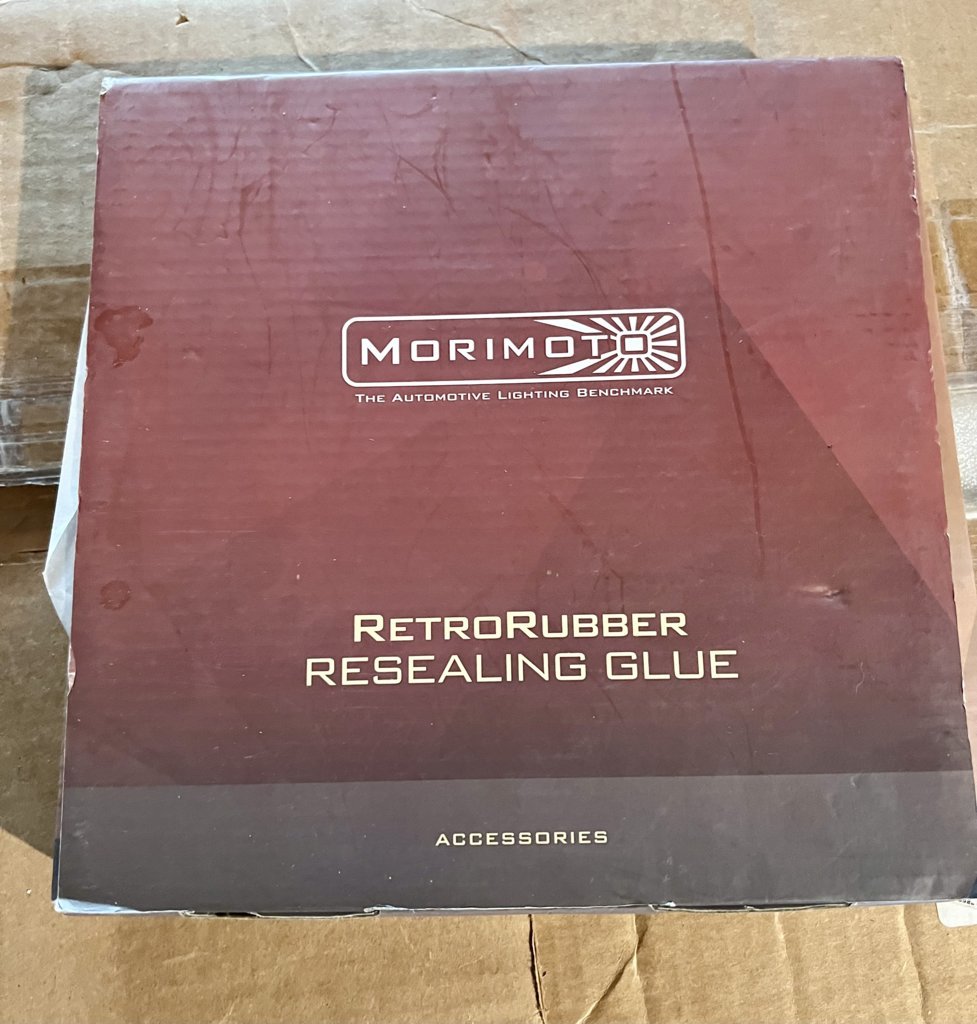 MORIMOTO
THE AUTOMOTIVE LIGHTING BENCHMARK
RETRORUBBER
RESEALING GLUE
ACCESSORIES